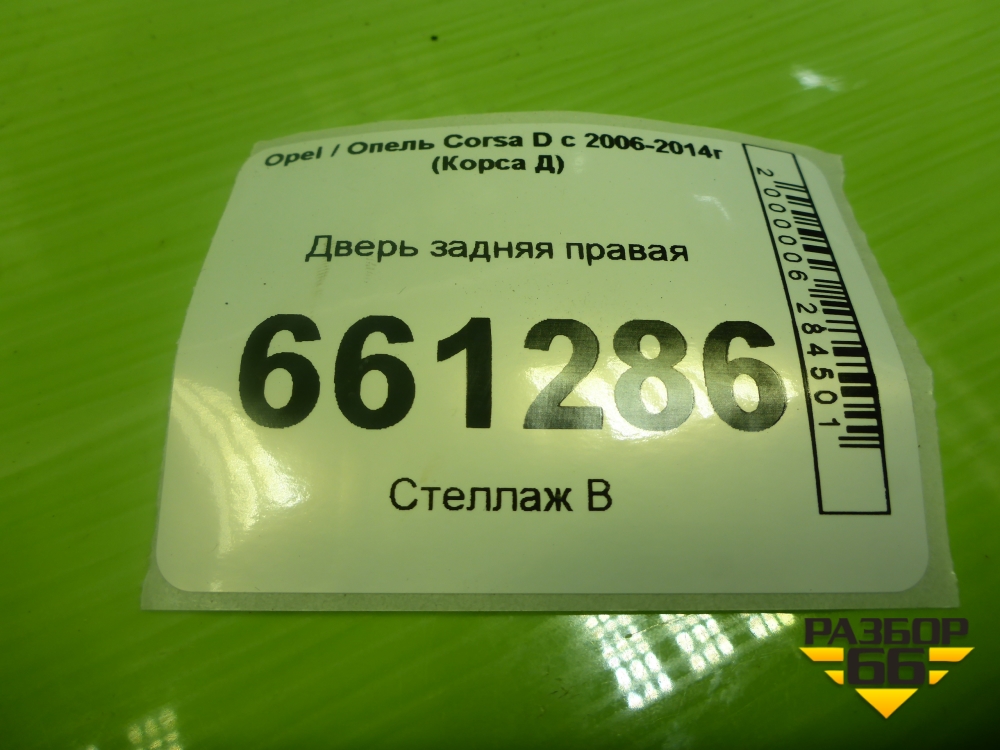 Opel / Опель Corsa D с 2006-2014г
(Корса Д)
Дверь задняя правая
661286
Стеллаж В
2000006284501
РАЗБОР
66